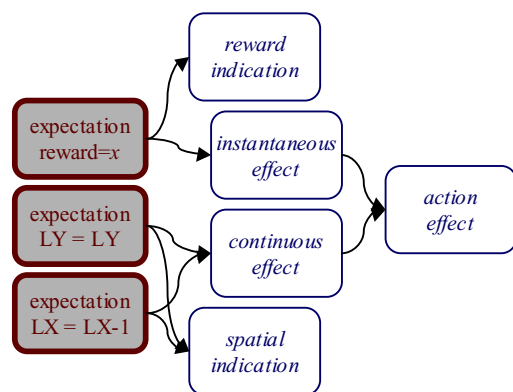 reward
indication
expectation
reward=x
instantaneous
effect
action
effect
expectation
LY = LY
continuous
effect
expectation
LX = LX-1
spatial
indication